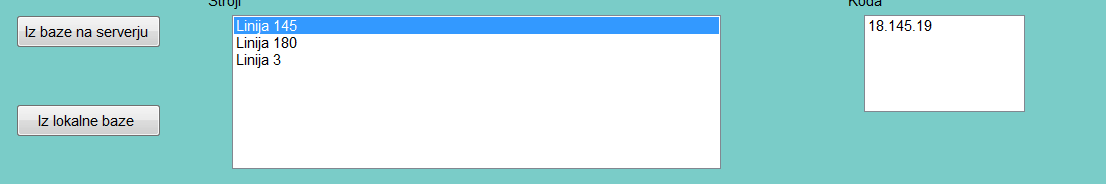 Stroji
Koda
Iz baze na serverju
Linija 145
Linija 180
Linija 3
18.145.19
Iz lokalne baze